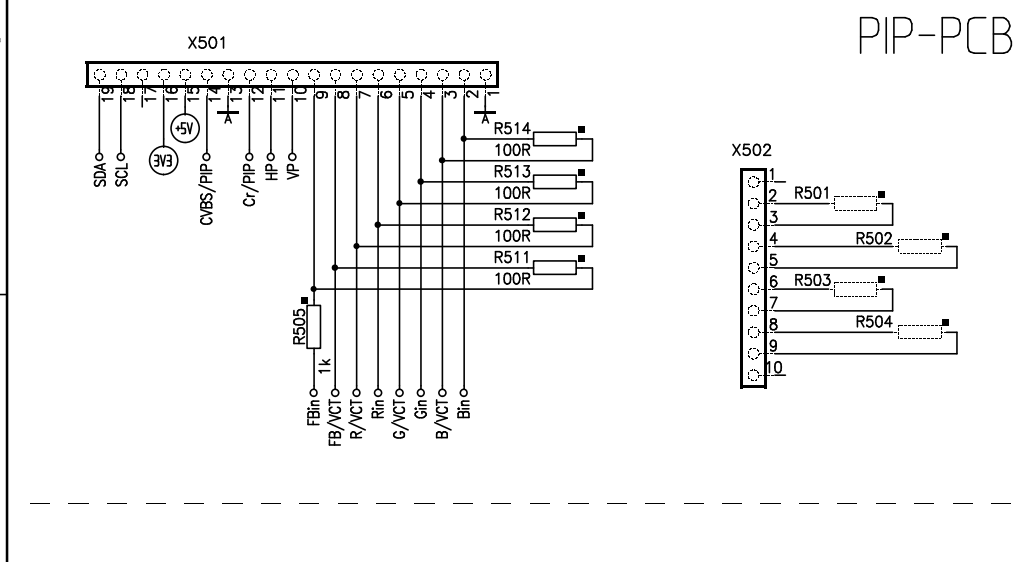 PIP-PCB
X501
19 18 17 16 15 14 13 12 11 10 9 8 7 6 5 4 3 2 1
A
A
+5V
3V3
SDA
SCL
CVBS/PIP
Cr/PIP
HP
VP
R514
100R
R513
100R
R512
100R
R511
100R
R505
1k
FBin
FB/VCT
R/VCT
Rin
G/VCT
Gin
B/VCT
Bin
X502
1
2
R501
3
4
R502
5
6
R503
7
8
R504
9
10